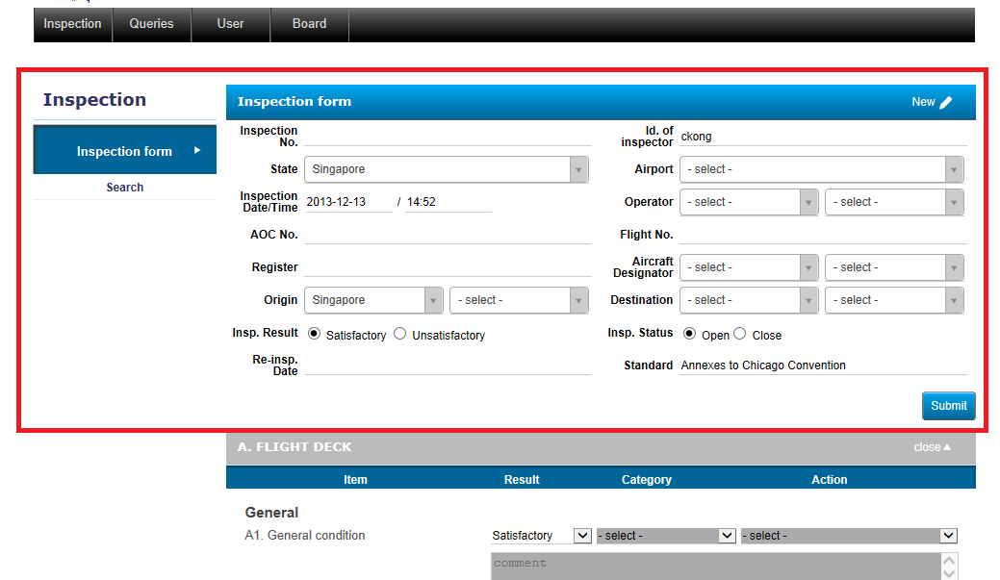 Inspection Queries User Board
Inspection
Inspection form
Search
Inspection form New
Inspection No. Id. of inspector ckong
State Singapore Airport - select -
Inspection Date/Time 2013-12-13 / 14:52 Operator - select - - select -
AOC No. Flight No.
Register Aircraft Designator - select - - select -
Origin Singapore - select - Destination - select - - select -
Insp. Result Satisfactory Unsatisfactory Insp. Status Open Close
Re-insp. Date Standard Annexes to Chicago Convention
Submit
A. FLIGHT DECK close
Item Result Category Action
General
A1. General condition Satisfactory - select - - select -
comment